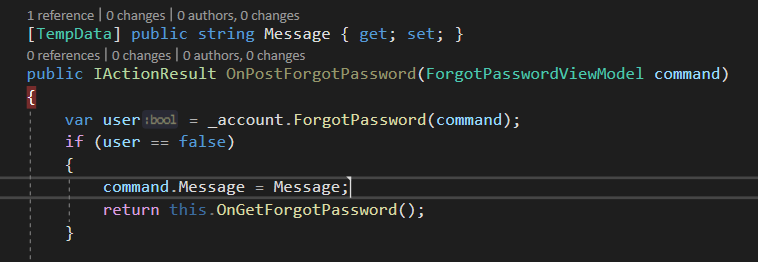 1 reference | 0 changes | 0 authors, 0 changes
[TempData] public string Message { get; set; }
0 references | 0 changes | 0 authors, 0 changes
public IActionResult OnPostForgotPassword(ForgotPasswordViewModel command)
{
var user :bool = _account.ForgotPassword(command);
if (user == false)
{
command.Message = Message;
return this.OnGetForgotPassword();
}